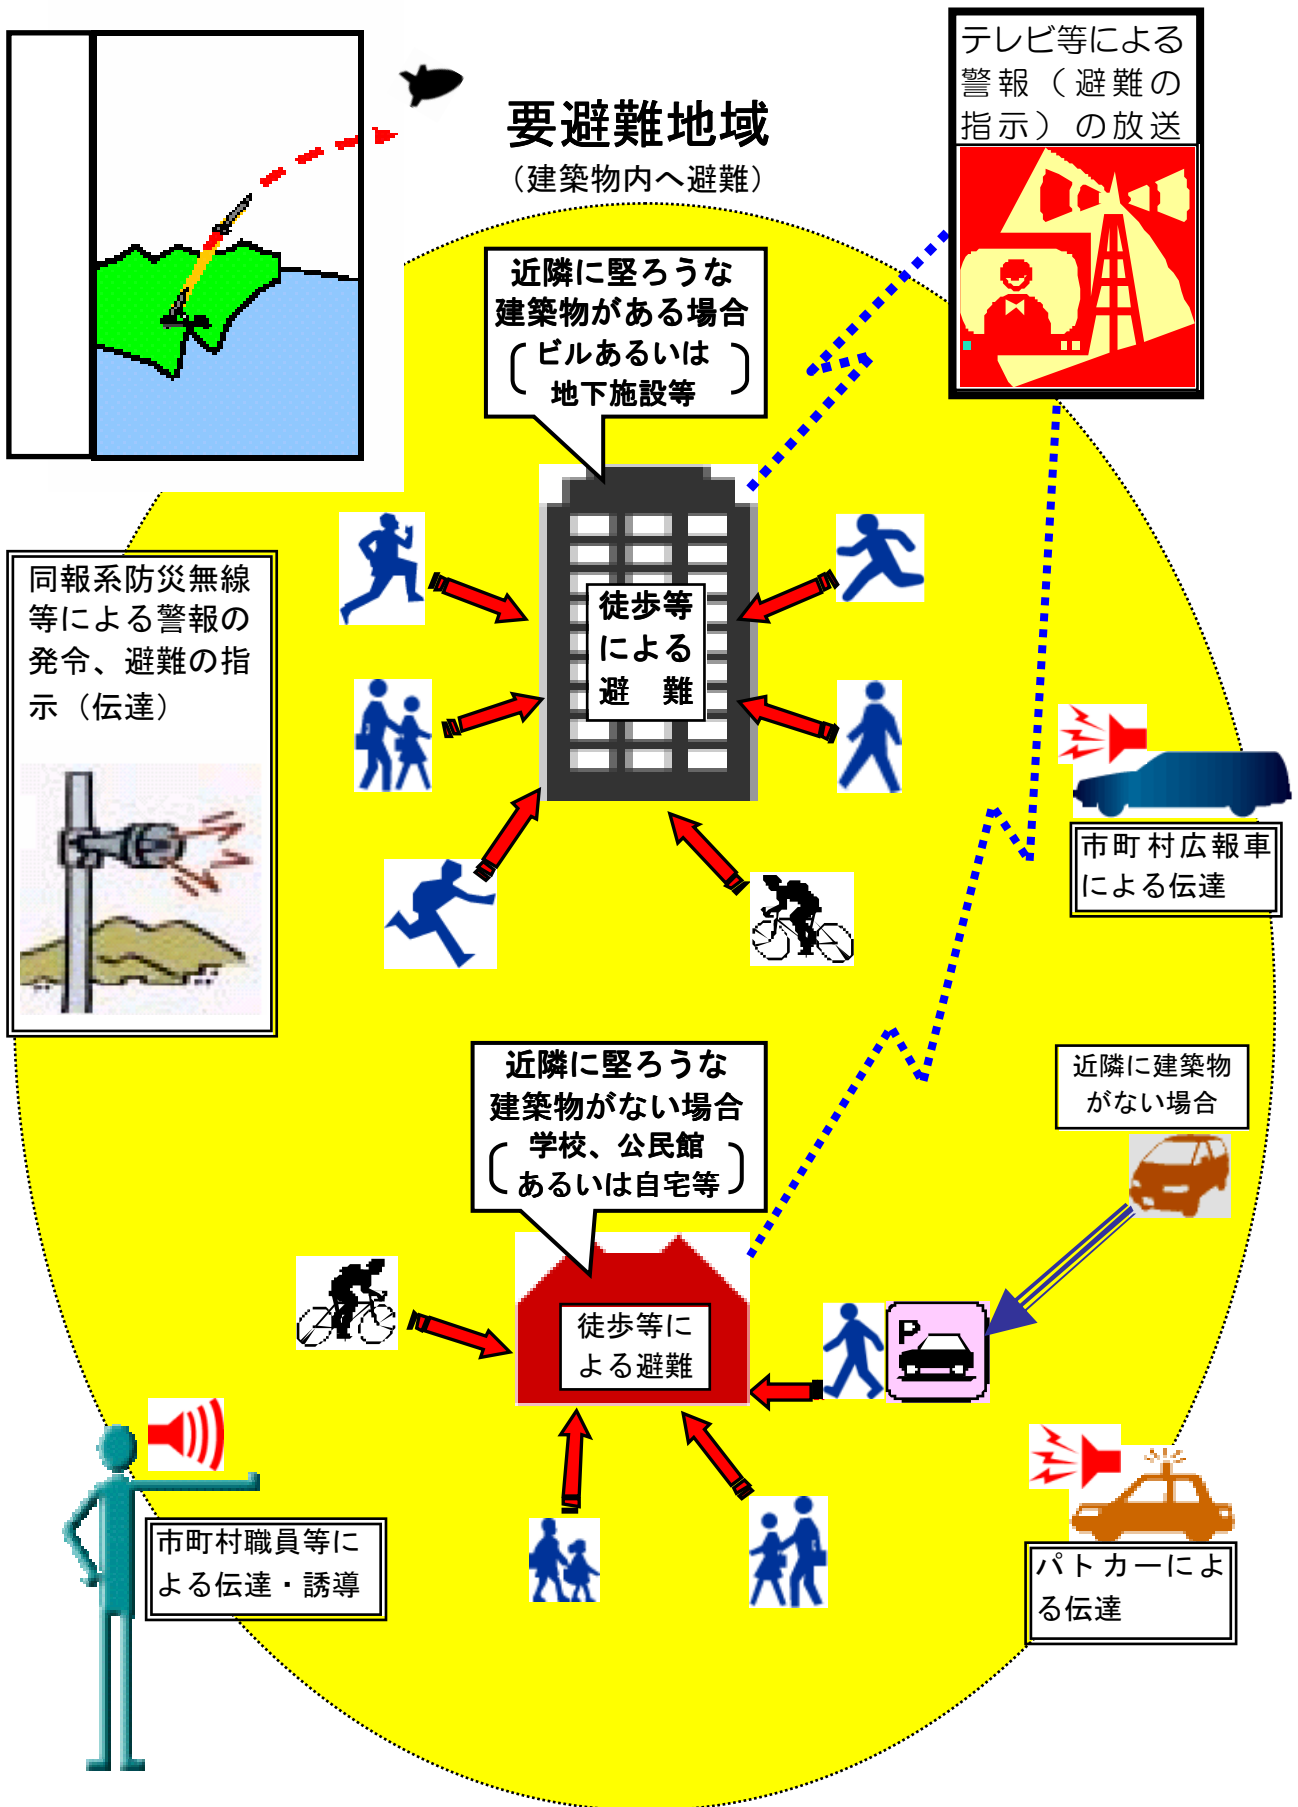 テレビ等による
警報（避難の
指示）の放送
要避難地域
（建築物内へ避難）
近隣に堅ろうな
建築物がある場合
ビルあるいは
地下施設等
同報系防災無線
等による警報の
発令、避難の指
示（伝達）
徒歩等
による
避　難
市町村広報車
による伝達
近隣に堅ろうな
建築物がない場合
学校、公民館
あるいは自宅等
近隣に建築物
がない場合
徒歩等に
よる避難
P
市町村職員等に
よる伝達・誘導
パトカーによ
る伝達